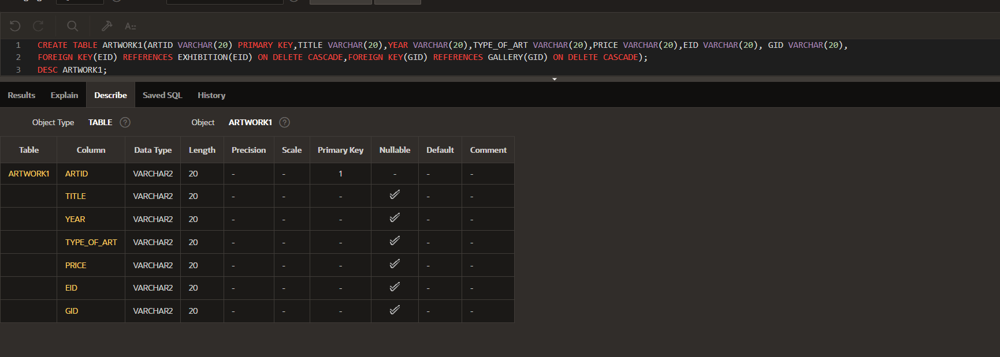 1 CREATE TABLE ARTWORK1(ARTID VARCHAR(20) PRIMARY KEY,TITLE VARCHAR(20),YEAR VARCHAR(20),TYPE_OF_ART VARCHAR(20),PRICE VARCHAR(20),EID VARCHAR(20), GID VARCHAR(20),
2 FOREIGN KEY(EID) REFERENCES EXHIBITION(EID) ON DELETE CASCADE,FOREIGN KEY(GID) REFERENCES GALLERY(GID) ON DELETE CASCADE);
3 DESC ARTWORK1;
Results Explain Describe Saved SQL History
Object Type TABLE ? Object ARTWORK1 ?
Table Column Data Type Length Precision Scale Primary Key Nullable Default Comment
ARTWORK1 ARTID VARCHAR2 20 - - 1 - - -
TITLE VARCHAR2 20 - - - - -
YEAR VARCHAR2 20 - - - - -
TYPE_OF_ART VARCHAR2 20 - - - - -
PRICE VARCHAR2 20 - - - - -
EID VARCHAR2 20 - - - - -
GID VARCHAR2 20 - - - - -